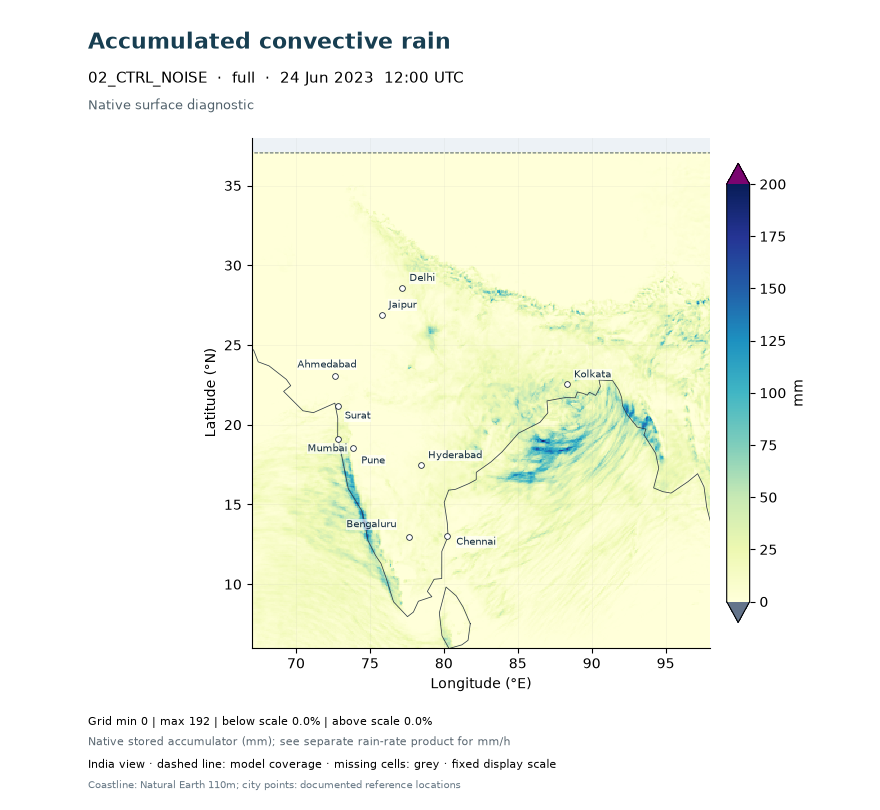 Accumulated convective rain
02_CTRL_NOISE · full · 24 Jun 2023 12:00 UTC
Native surface diagnostic
35
30
25
20
15
10
Latitude (°N)
Delhi
Jaipur
Ahmedabad
Kolkata
Surat
Mumbai
Pune
Hyderabad
Bengaluru
Chennai
70
75
80
85
90
95
Longitude (°E)
200
175
150
125
100
75
50
25
0
mm
Grid min 0 | max 192 | below scale 0.0% | above scale 0.0%
Native stored accumulator (mm); see separate rain-rate product for mm/h
India view · dashed line: model coverage · missing cells: grey · fixed display scale
Coastline: Natural Earth 110m; city points: documented reference locations